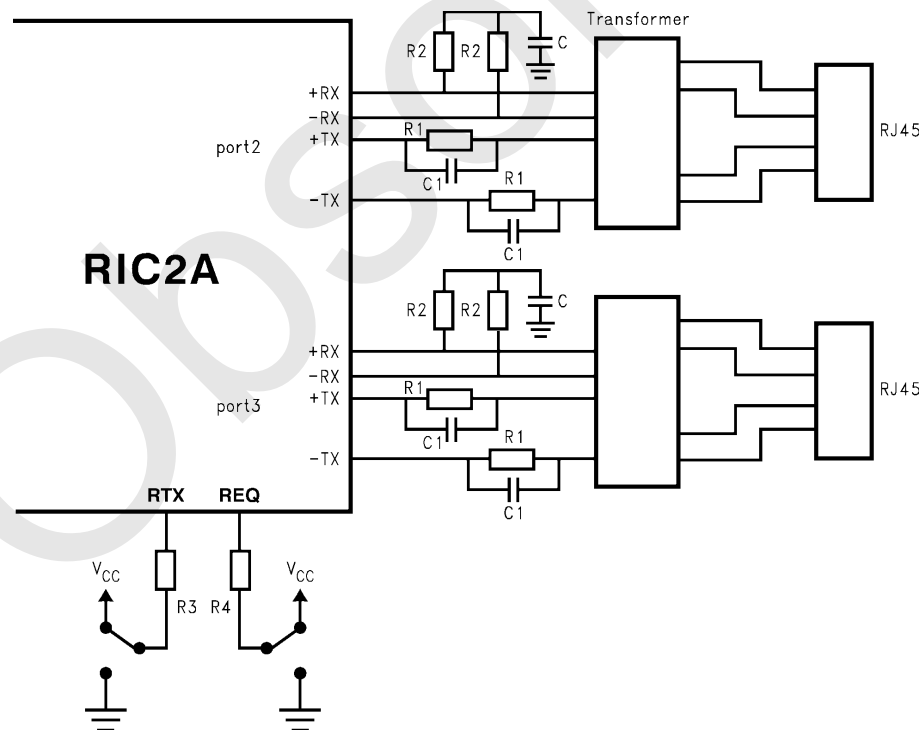 Transformer
R2 R2 C
+RX
-RX
R1
+TX
port2
C1
R1
-TX
C1
RJ45
RIC2A
R2 R2 C
+RX
-RX
R1
+TX
port3
C1
R1
-TX
C1
RJ45
RTX REQ
VCC VCC
R3 R4